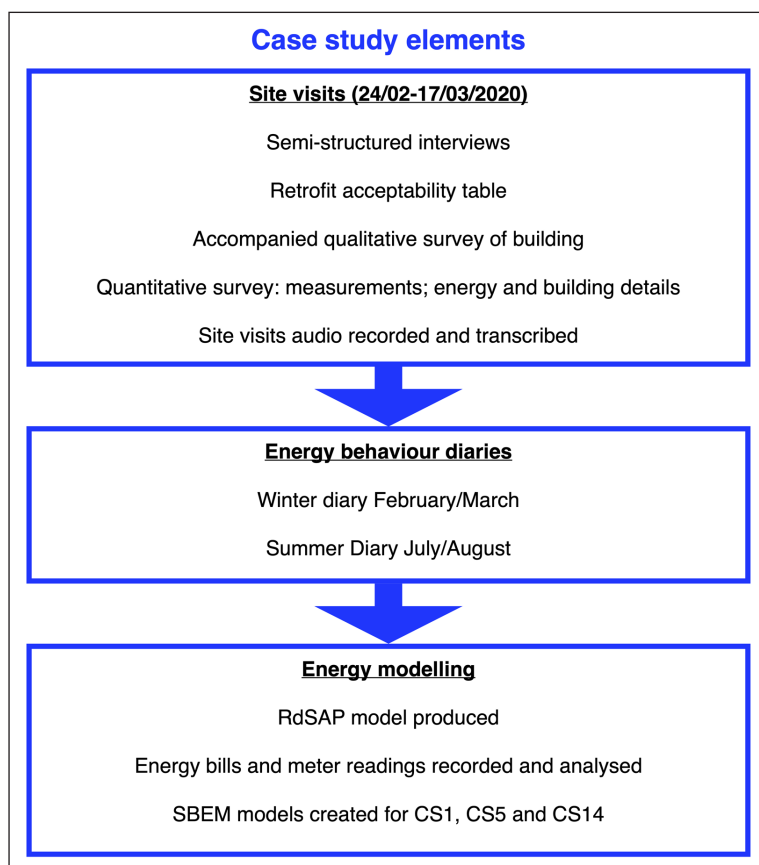 Case study elements
Site visits (24/02-17/03/2020)
Semi-structured interviews
Retrofit acceptability table
Accompanied qualitative survey of building
Quantitative survey: measurements; energy and building details
Site visits audio recorded and transcribed
Energy behaviour diaries
Winter diary February/March
Summer Diary July/August
Energy modelling
RdSAP model produced
Energy bills and meter readings recorded and analysed
SBEM models created for CS1, CS5 and CS14